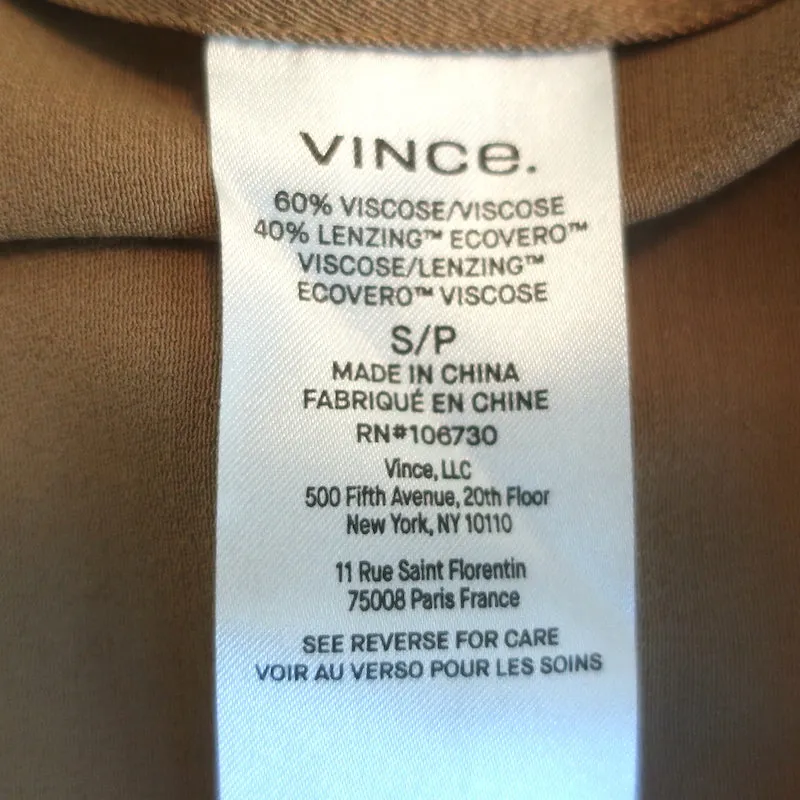 VINCe.
60% VISCOSE/VISCOSE
40% LENZING™ ECOVERO™
VISCOSE/LENZING™
ECOVERO™ VISCOSE
S/P
MADE IN CHINA
FABRIQUÉ EN CHINE
RN#106730
Vince, LLC
500 Fifth Avenue, 20th Floor
New York, NY 10110
11 Rue Saint Florentin
75008 Paris France
SEE REVERSE FOR CARE
VOIR AU VERSO POUR LES SOINS